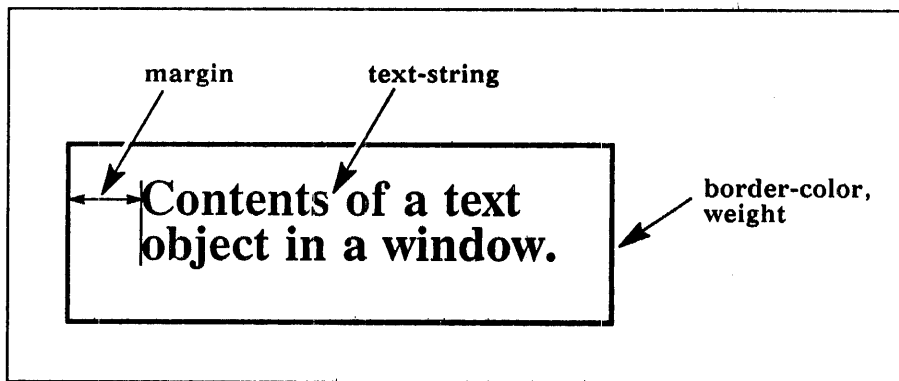 margin
text-string
Contents of a text
object in a window.
border-color,
weight